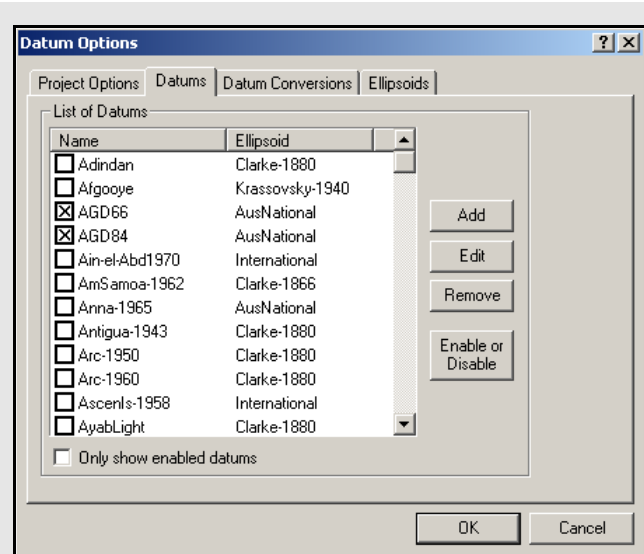 Datum Options
Project Options Datums Datum Conversions Ellipsoids
List of Datums
Name Ellipsoid
Adindan Clarke-1880
Afgooye Krassovsky-1940
AGD66 AusNational
AGD84 AusNational
Ain-el-Abd1970 International
AmSamoa-1962 Clarke-1866
Anna-1965 AusNational
Antigua-1943 Clarke-1880
Arc-1950 Clarke-1880
Arc-1960 Clarke-1880
AscenIs-1958 International
AyabLight Clarke-1880
Only show enabled datums
Add
Edit
Remove
Enable or
Disable
OK Cancel